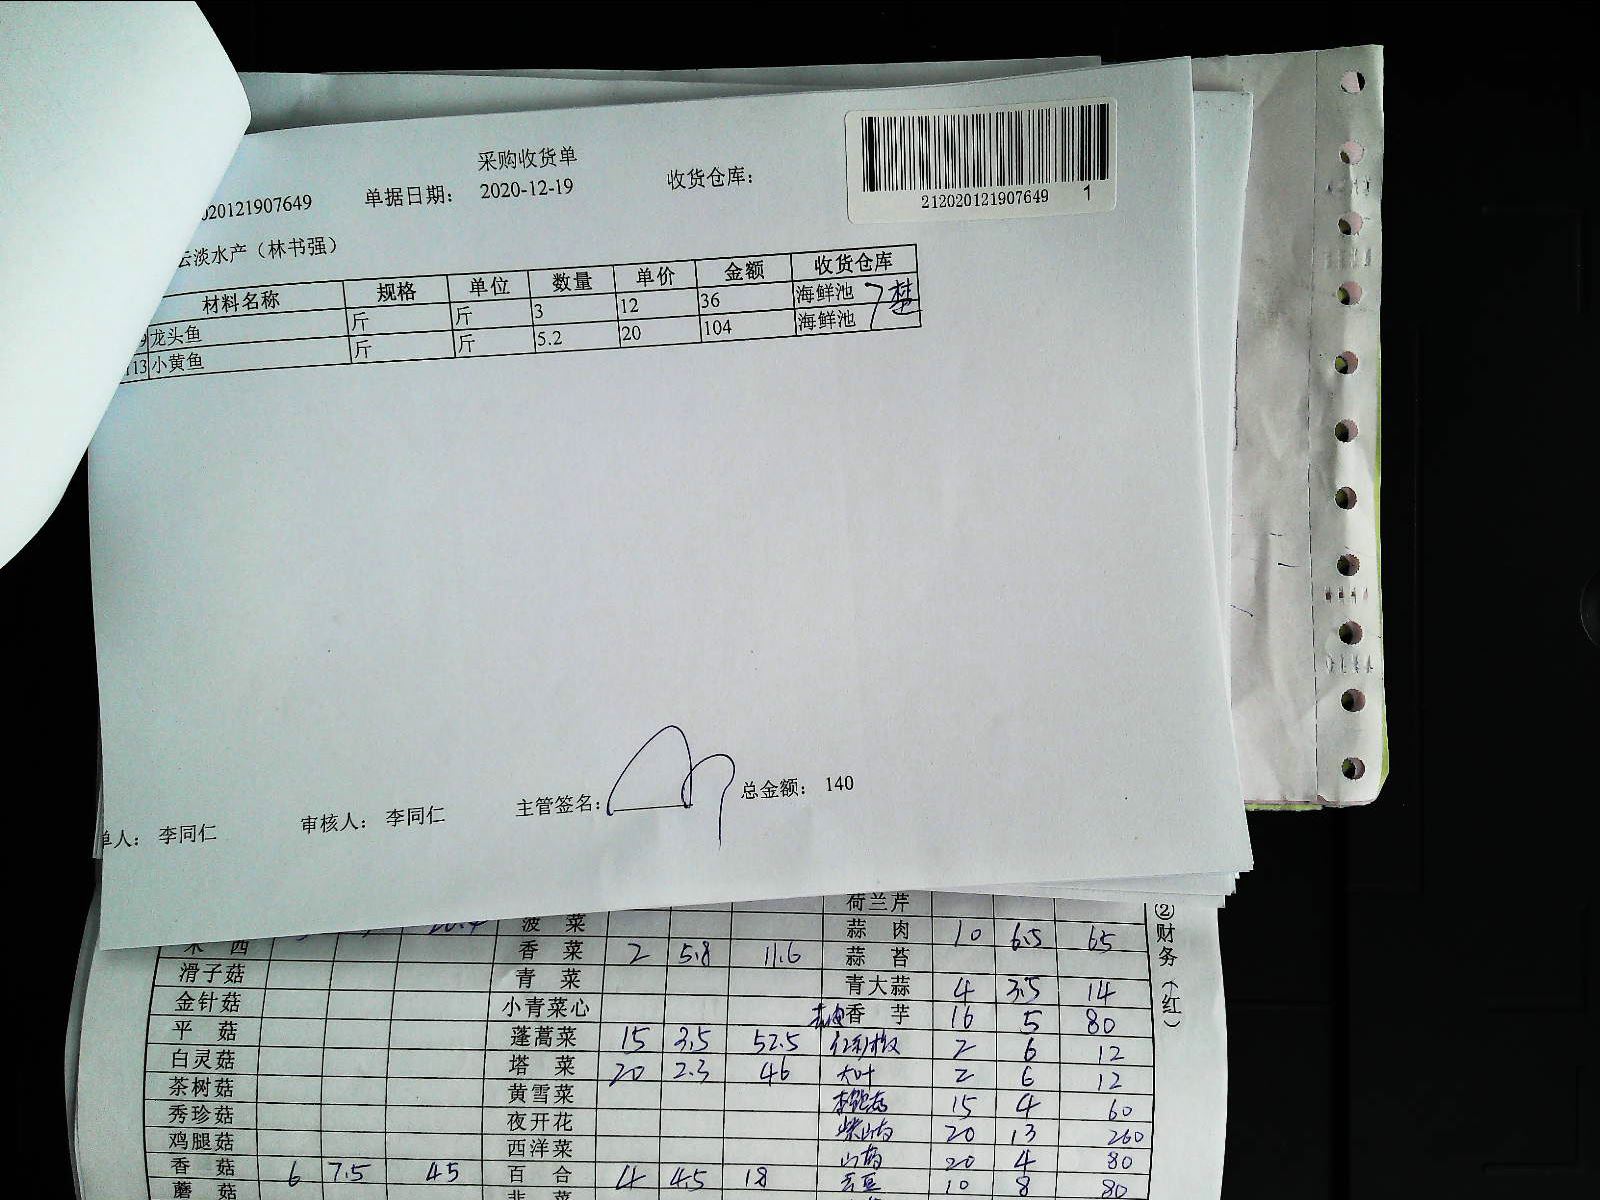 采购收货单
020121907649 单据日期: 2020-12-19 收货仓库:
212020121907649 1
云淡水产（林书强）
材料名称 规格 单位 数量 单价 金额 收货仓库
9 龙头鱼 斤 斤 3 12 36 海鲜池
113 小黄鱼 斤 斤 5.2 20 104 海鲜池
单人: 李同仁 审核人: 李同仁 主管签名: 总金额: 140
荷兰芹
菠菜 蒜肉 10 6.5 65
香菜 2 5.8 11.6 蒜苔
滑子菇 青菜 青大蒜 4 3.5 14
金针菇 小青菜心 香芋 16 5 80
平菇 蓬蒿菜 15 3.5 52.5 2 6 12
白灵菇 塔菜 20 2.3 46 大叶 2 6 12
茶树菇 黄雪菜 15 4 60
秀珍菇 夜开花 柴山药 20 13 260
鸡腿菇 西洋菜 山药 20 4 80
香菇 6 7.5 45 百合 4 4.5 18 10 8 80
蘑菇
②财务（红）